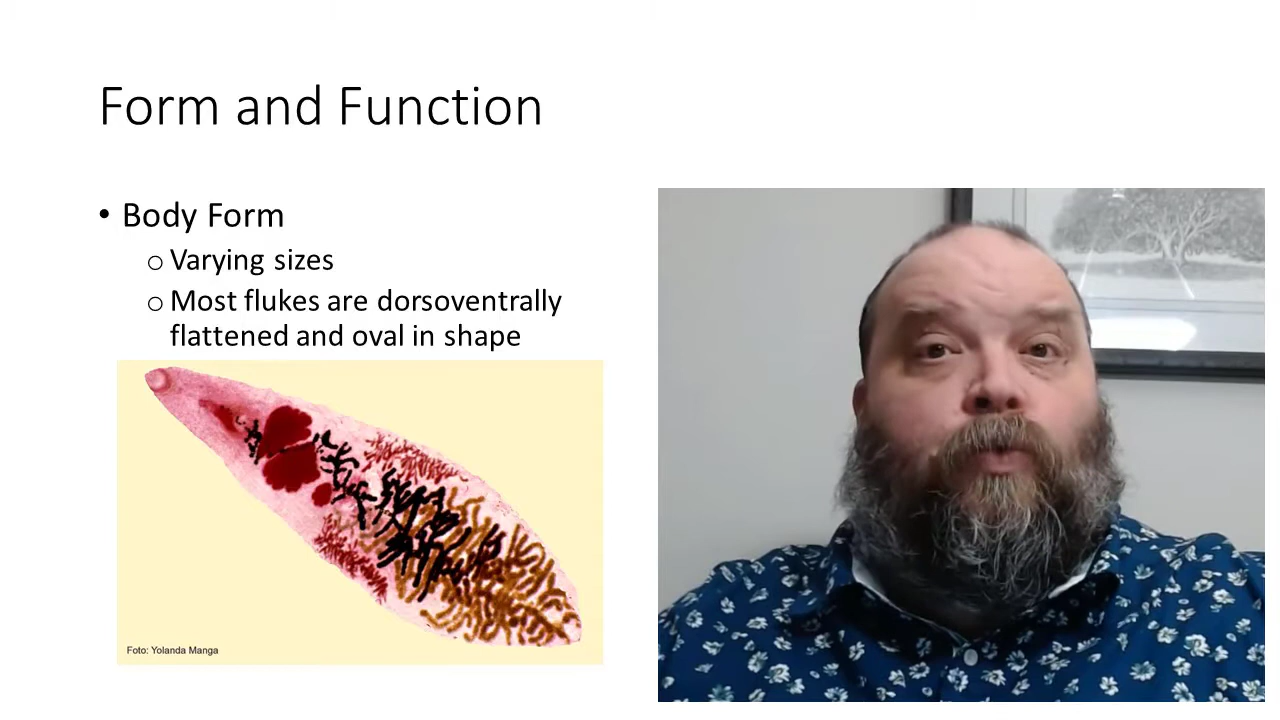 Form and Function
• Body Form
o Varying sizes
o Most flukes are dorsoventrally
flattened and oval in shape
Foto: Yolanda Manga